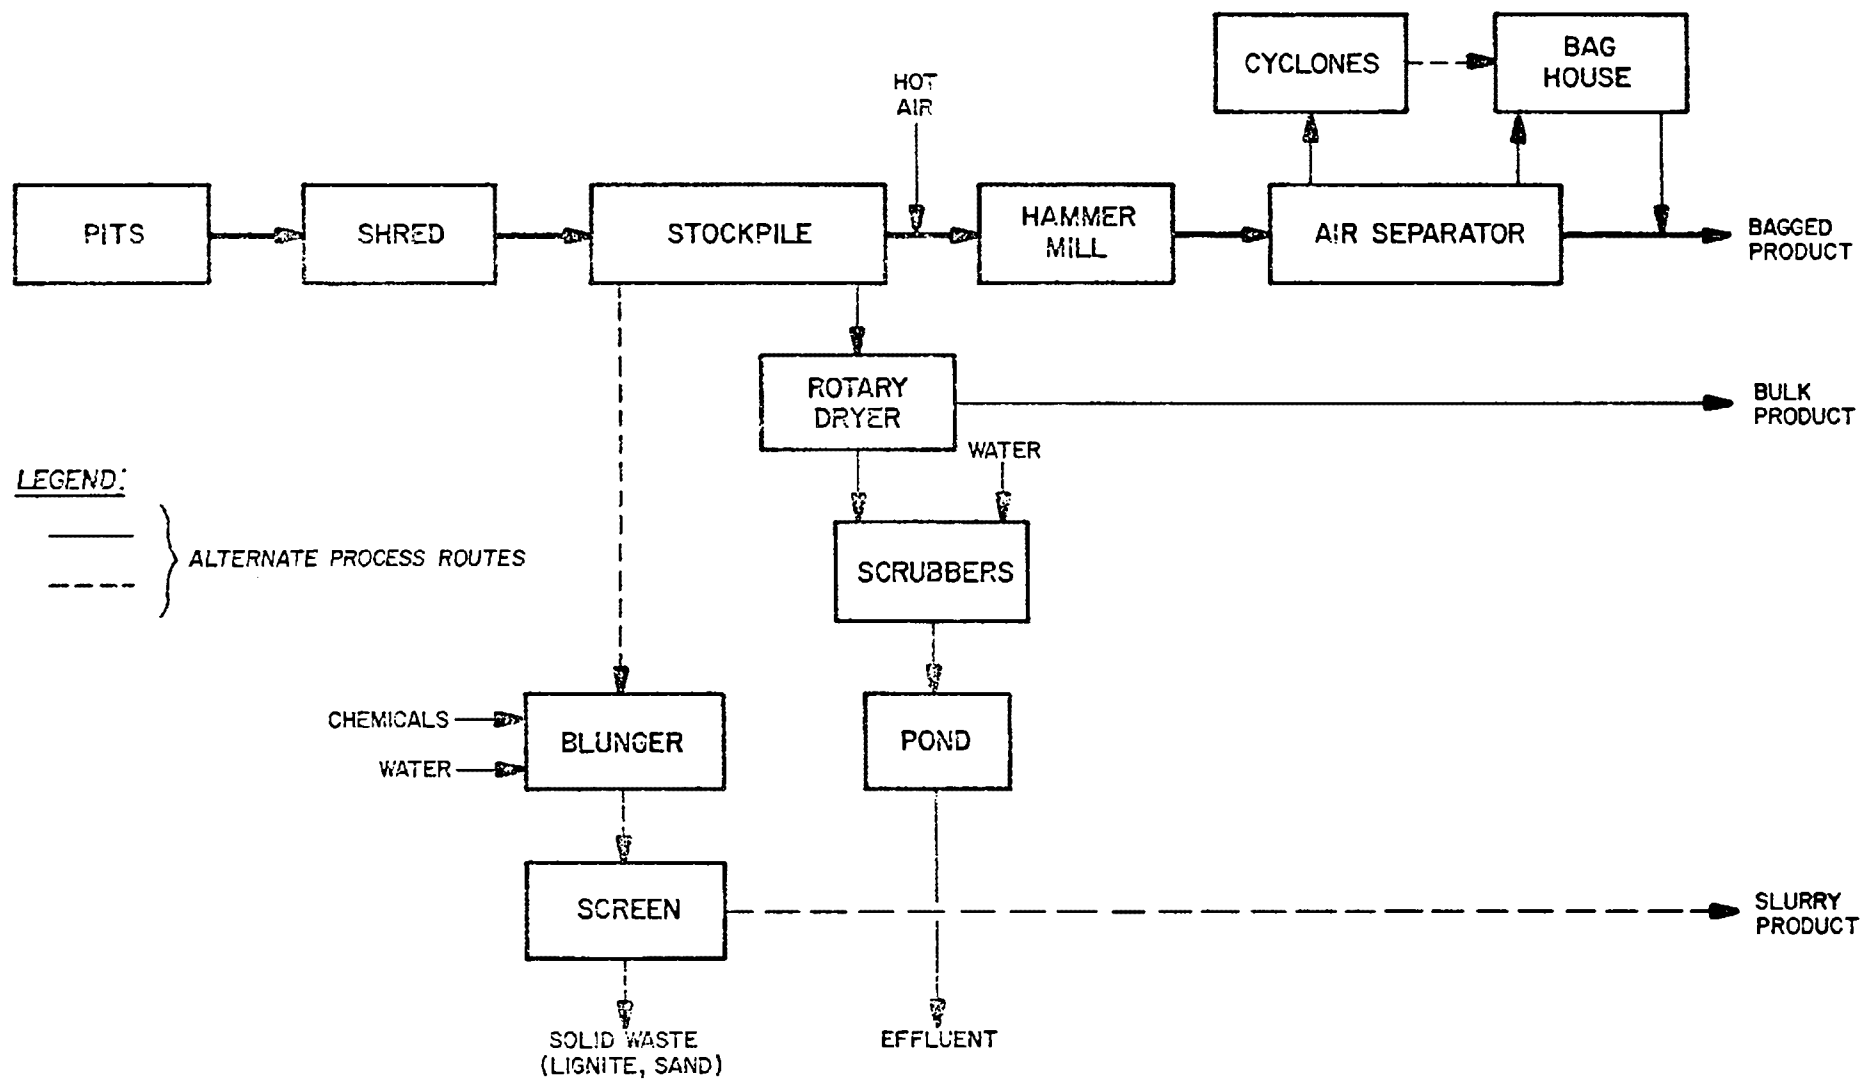 CYCLONES
BAG
HOUSE
HOT
AIR
PITS
SHRED
STOCKPILE
HAMMER
MILL
AIR SEPARATOR
BAGGED
PRODUCT
ROTARY
DRYER
BULK
PRODUCT
WATER
LEGEND:
ALTERNATE PROCESS ROUTES
SCRUBBERS
CHEMICALS
WATER
BLUNGER
POND
SCREEN
SLURRY
PRODUCT
SOLID WASTE
(LIGNITE, SAND)
EFFLUENT